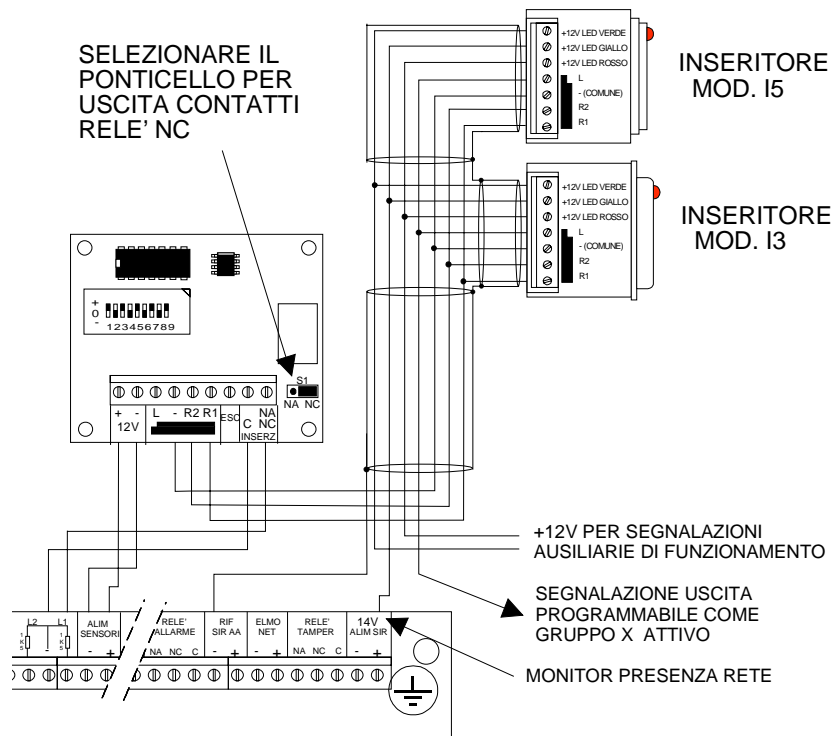 SELEZIONARE IL
PONTICELLO PER
USCITA CONTATTI
RELE' NC
+12V LED VERDE
+12V LED GIALLO
+12V LED ROSSO
L
- (COMUNE)
R2
R1
INSERITORE
MOD. I5
+12V LED VERDE
+12V LED GIALLO
+12V LED ROSSO
L
- (COMUNE)
R2
R1
INSERITORE
MOD. I3
+
0
-
123456789
S1
NA NC
+ -
12V
L - R2 R1
ESC
C NA
NC
INSERZ
+12V PER SEGNALAZIONI
AUSILIARIE DI FUNZIONAMENTO
SEGNALAZIONE USCITA
PROGRAMMABILE COME
GRUPPO X ATTIVO
MONITOR PRESENZA RETE
L2 L1
1K5 - 1K5
ALIM
SENSORI
- +
RELE'
ALLARME
NA NC C
RIF
SIR AA
- +
ELMO
NET
- +
RELE'
TAMPER
NA NC C
14V
ALIM SIR
- +